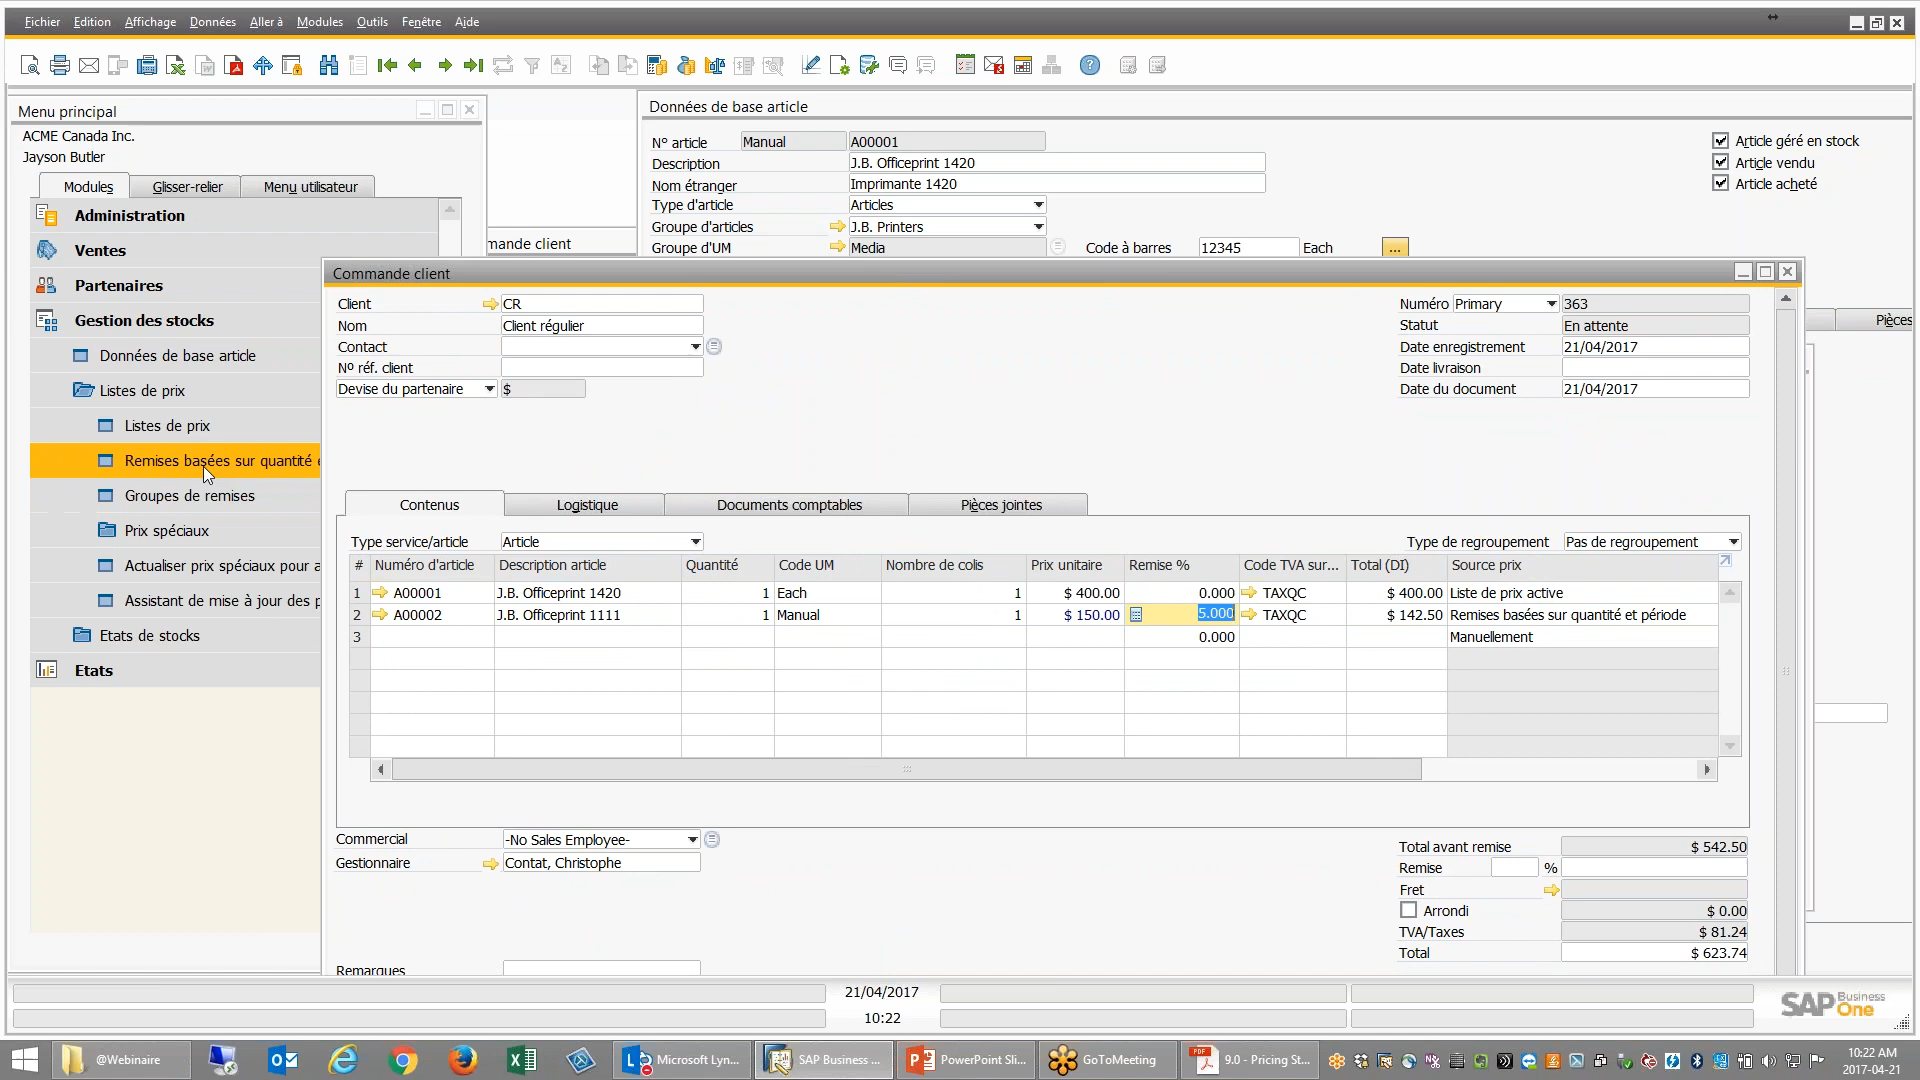 Fichier Edition Affichage Données Aller à Modules Outils Fenêtre Aide
Menu principal
ACME Canada Inc.
Jayson Butler
Modules Glisser-relier Menu utilisateur
Administration
Ventes
Partenaires
Gestion des stocks
Données de base article
Listes de prix
Listes de prix
Remises basées sur quantité
Groupes de remises
Prix spéciaux
Actualiser prix spéciaux pour
Assistant de mise à jour des
Etats de stocks
Etats
mande client
Données de base article
N° article Manual A00001
Description J.B. Officeprint 1420
Nom étranger Imprimante 1420
Type d'article Articles
Groupe d'articles J.B. Printers
Groupe d'UM Media Code à barres 12345 Each ...
Article géré en stock
Article vendu
Article acheté
Pièces
Commande client
Client CR
Nom Client régulier
Contact
N° réf. client
Devise du partenaire $
Numéro Primary 363
Statut En attente
Date enregistrement 21/04/2017
Date livraison
Date du document 21/04/2017
Contenus Logistique Documents comptables Pièces jointes
Type service/article Article Type de regroupement Pas de regroupement
# Numéro d'article Description article Quantité Code UM Nombre de colis Prix unitaire Remise % Code TVA sur... Total (DI) Source prix
1 A00001 J.B. Officeprint 1420 1 Each 1 $ 400.00 0.000 TAXQC $ 400.00 Liste de prix active
2 A00002 J.B. Officeprint 1111 1 Manual 1 $ 150.00 5.000 TAXQC $ 142.50 Remises basées sur quantité et période
3 0.000 Manuellement
Commercial -No Sales Employee-
Gestionnaire Contat, Christophe
Remarques
Total avant remise $ 542.50
Remise %
Fret
Arrondi $ 0.00
TVA/Taxes $ 81.24
Total $ 623.74
21/04/2017
10:22
SAP Business One
@Webinaire Microsoft Lyn... SAP Business ... PowerPoint Sli... GoToMeeting 9.0 - Pricing St...
10:22 AM
2017-04-21